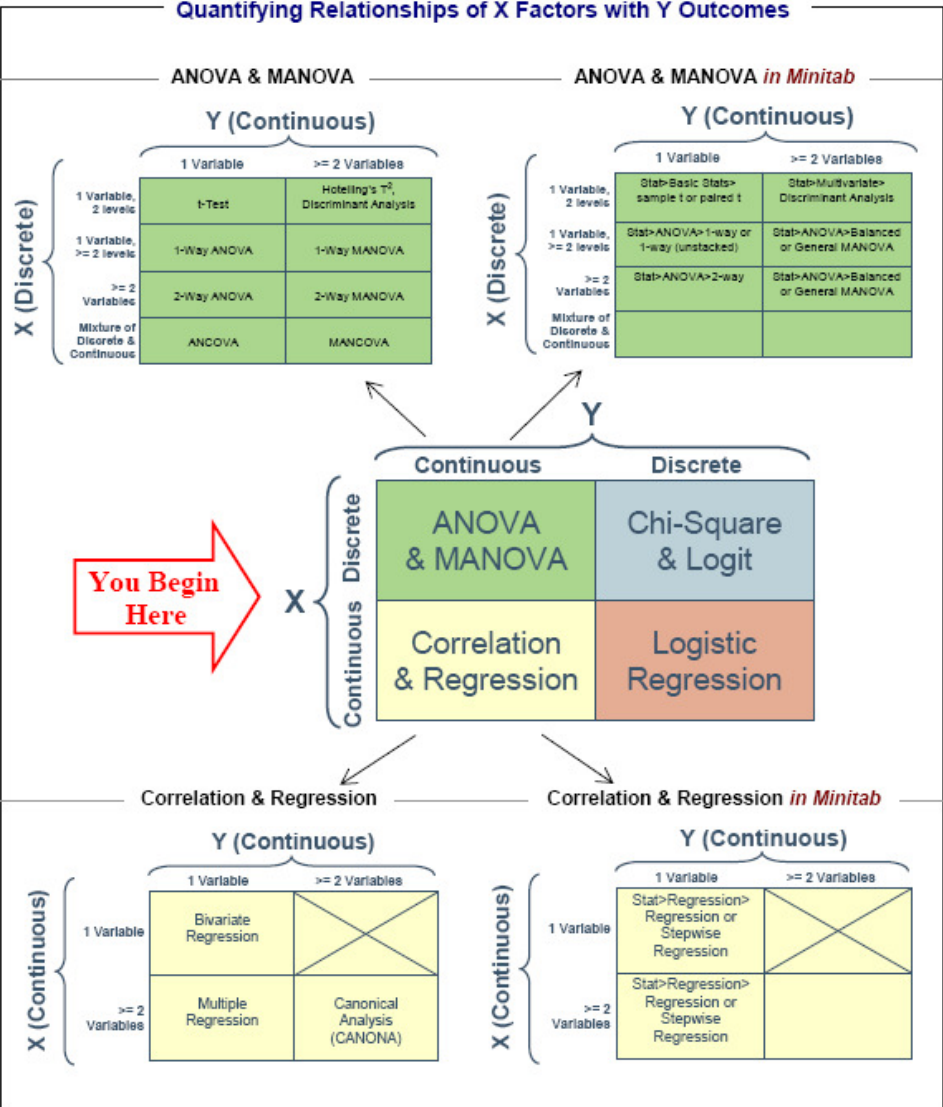 Quantifying Relationships of X Factors with Y Outcomes
ANOVA & MANOVA
Y (Continuous)
1 Variable
>= 2 Variables
X (Discrete)
1 Variable,
2 levels
t-Test
Hotelling's T²,
Discriminant Analysis
1 Variable,
>= 2 levels
1-Way ANOVA
1-Way MANOVA
>= 2
Variables
2-Way ANOVA
2-Way MANOVA
Mixture of
Discrete &
Continuous
ANCOVA
MANCOVA
ANOVA & MANOVA in Minitab
Y (Continuous)
1 Variable
>= 2 Variables
X (Discrete)
1 Variable,
2 levels
Stat>Basic Stats>
sample t or paired t
Stat>Multivariate>
Discriminant Analysis
1 Variable,
>= 2 levels
Stat>ANOVA>1-way or
1-way (unstacked)
Stat>ANOVA>Balanced
or General MANOVA
>= 2
Variables
Stat>ANOVA>2-way
Stat>ANOVA>Balanced
or General MANOVA
Mixture of
Discrete &
Continuous
You Begin
Here
Y
Continuous
Discrete
X
Discrete
Continuous
ANOVA
& MANOVA
Chi-Square
& Logit
Correlation
& Regression
Logistic
Regression
Correlation & Regression
Y (Continuous)
1 Variable
>= 2 Variables
X (Continuous)
1 Variable
Bivariate
Regression
>= 2
Variables
Multiple
Regression
Canonical
Analysis
(CANONA)
Correlation & Regression in Minitab
Y (Continuous)
1 Variable
>= 2 Variables
X (Continuous)
1 Variable
Stat>Regression>
Regression or
Stepwise
Regression
>= 2
Variables
Stat>Regression>
Regression or
Stepwise
Regression